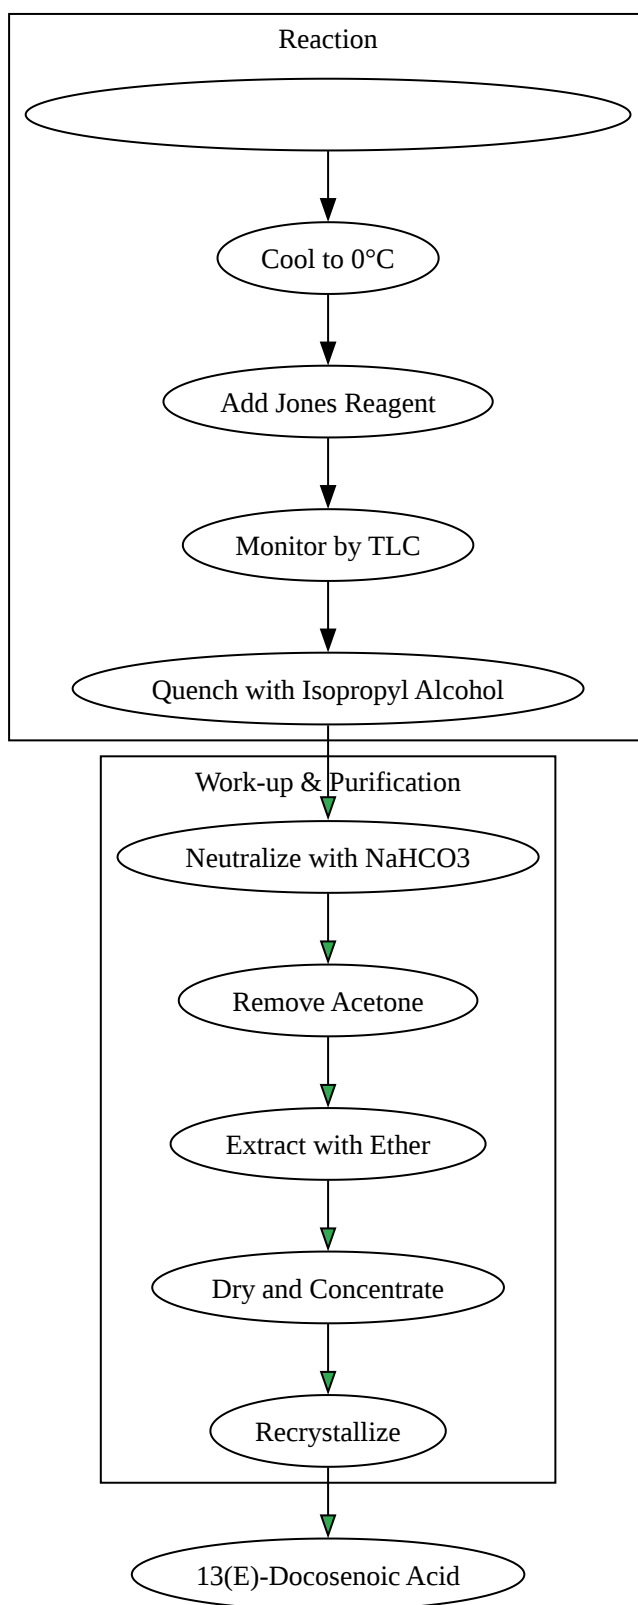 Reaction
Cool to 0°C
Add Jones Reagent
Monitor by TLC
Quench with Isopropyl Alcohol
Work-up & Purification
Neutralize with NaHCO3
Remove Acetone
Extract with Ether
Dry and Concentrate
Recrystallize
13(E)-Docosenoic Acid